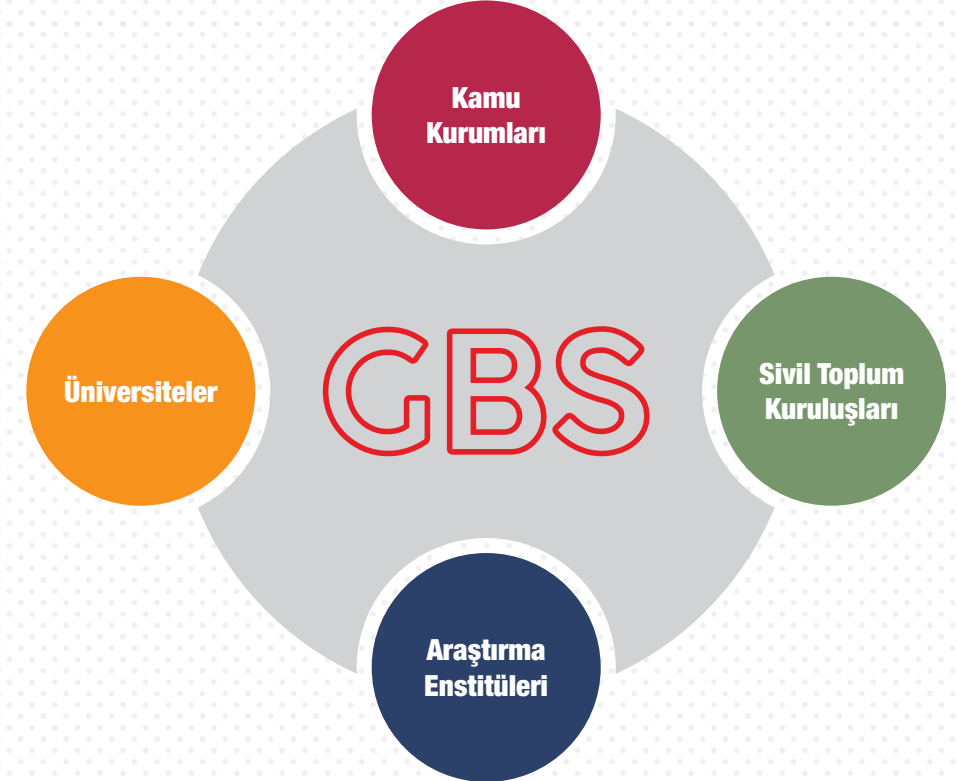 Kamu
Kurumları
Üniversiteler
GBS
Sivil Toplum
Kuruluşları
Araştırma
Enstitüleri